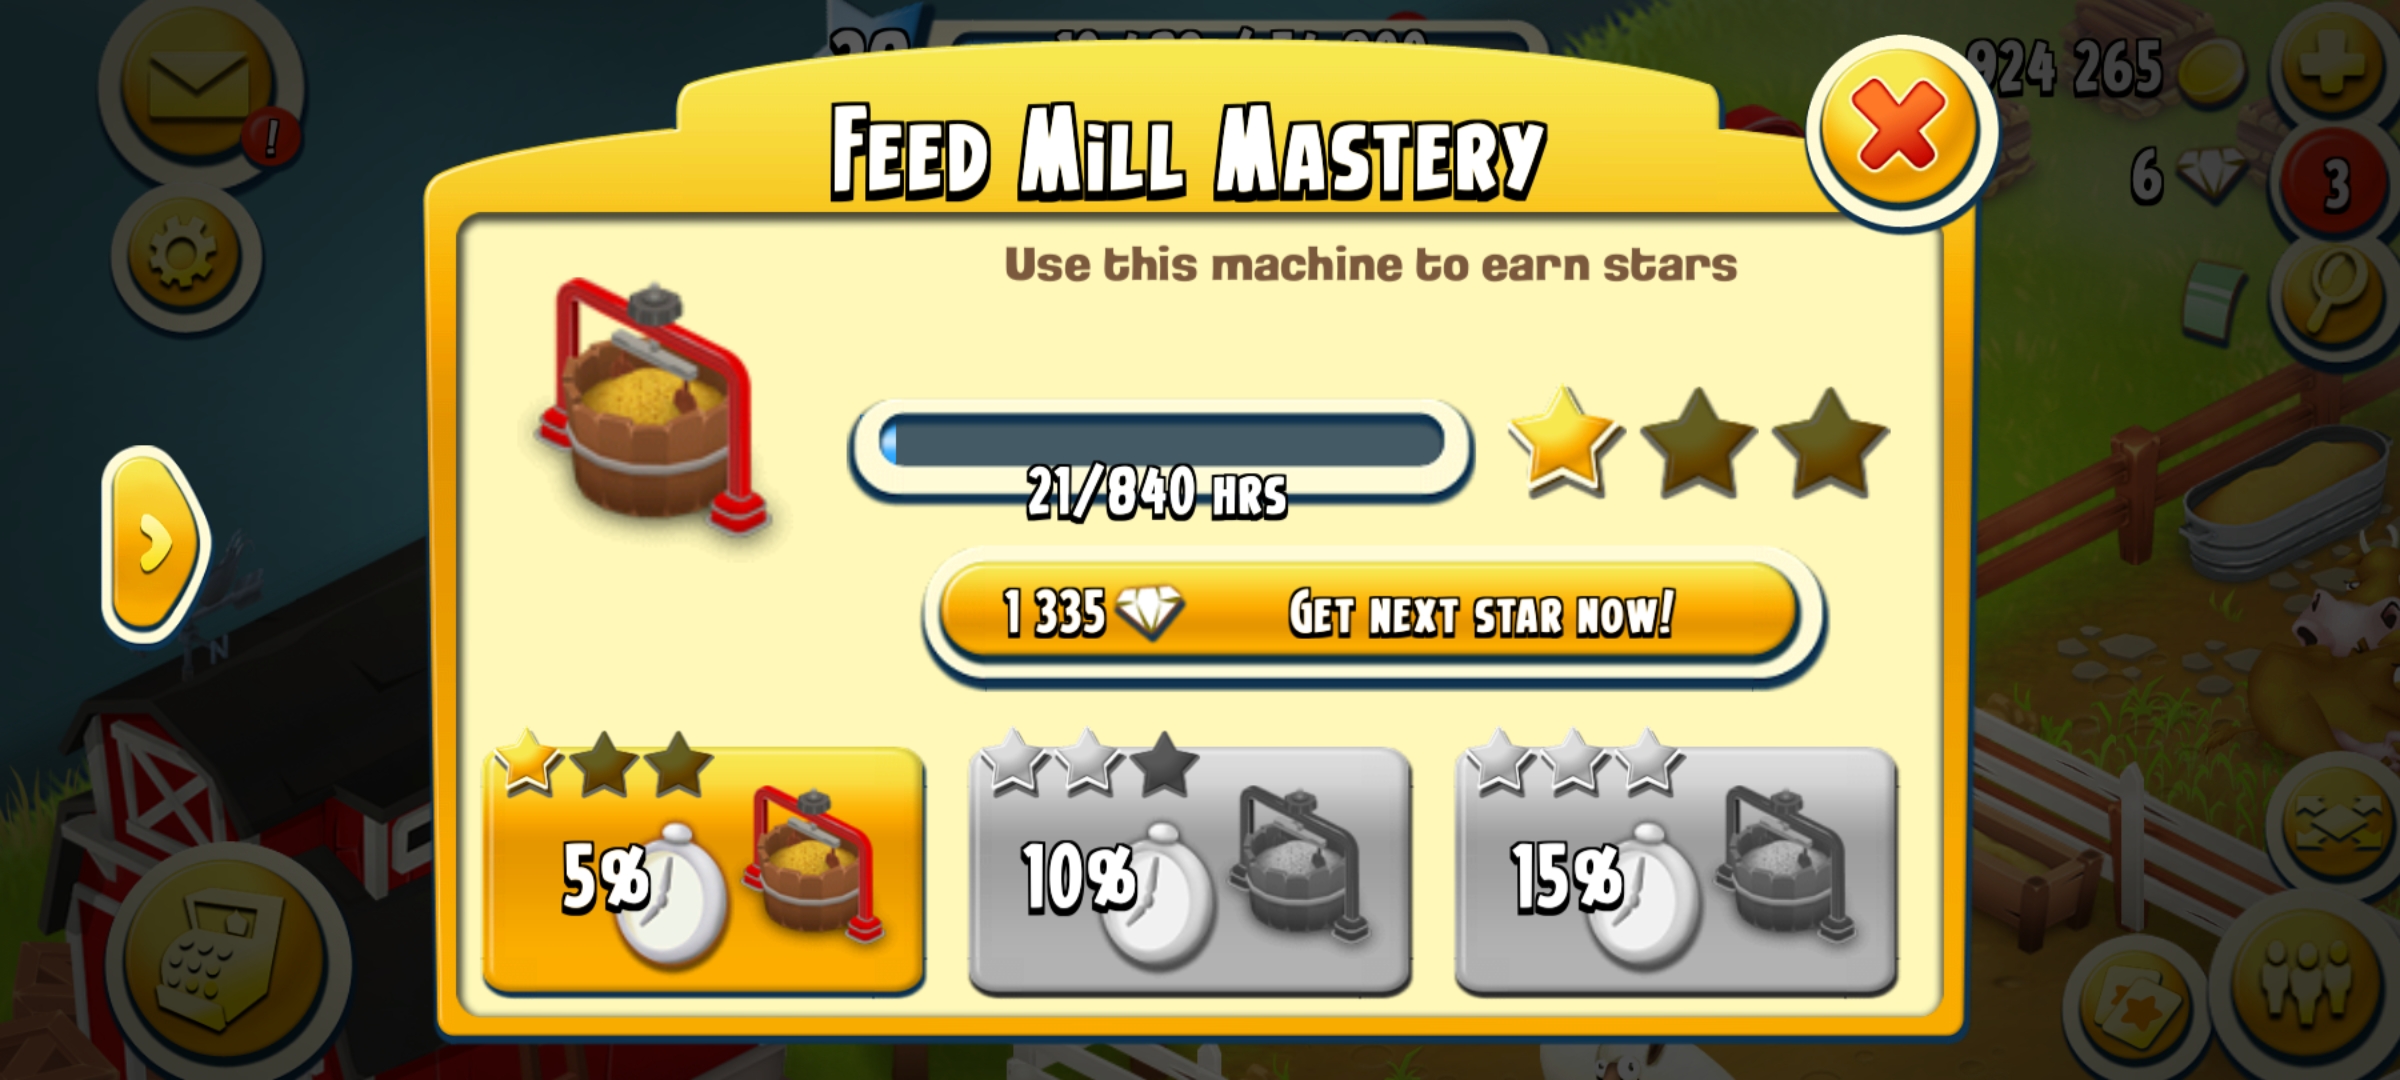 924 265
!
Feed Mill Mastery
6
3
Use this machine to earn stars
21/840 hrs
1 335 Get next star now!
N
5%
10%
15%